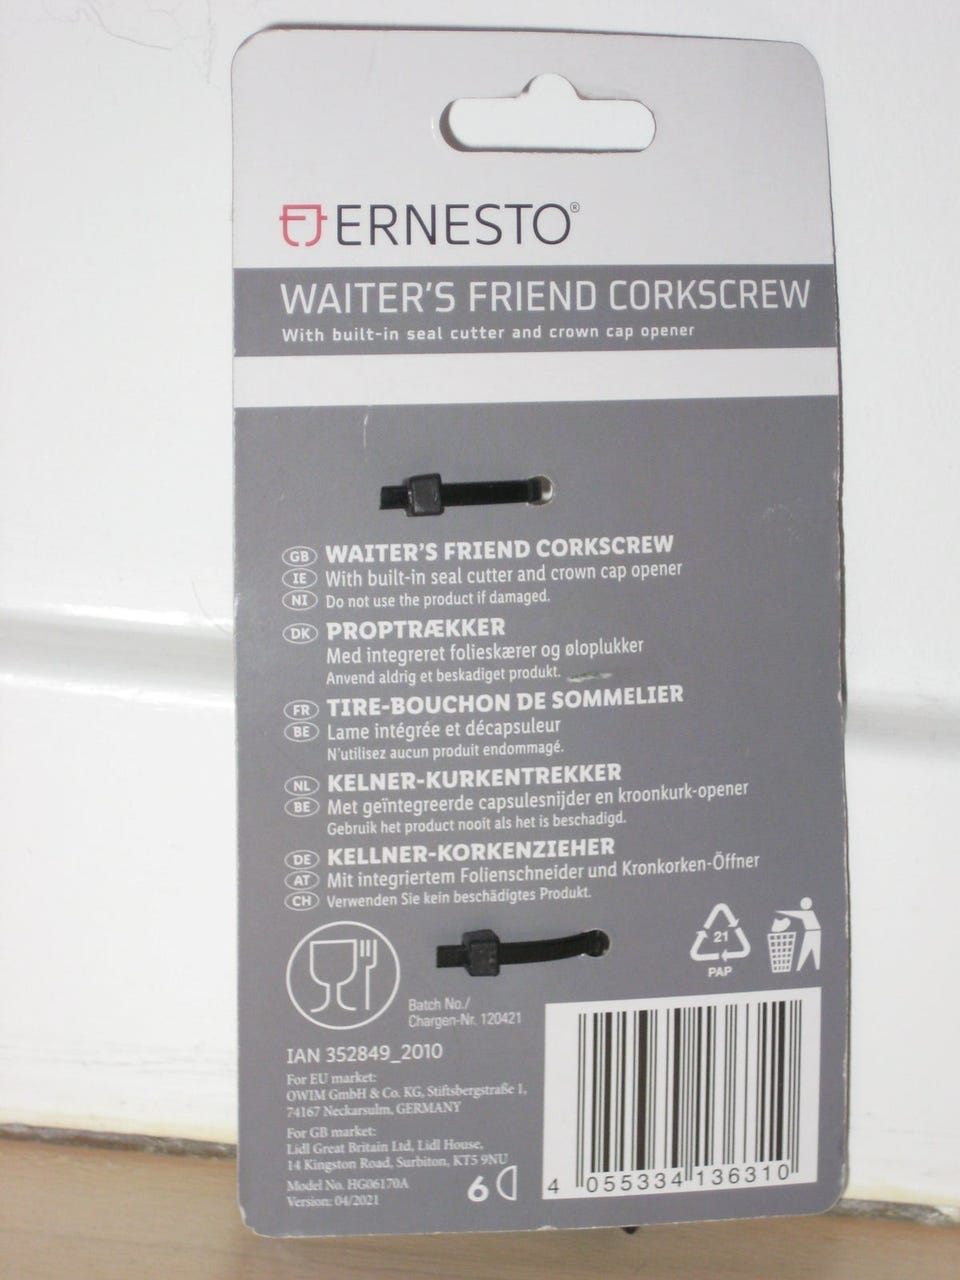 ERNESTO®
WAITER'S FRIEND CORKSCREW
With built-in seal cutter and crown cap opener
GB WAITER'S FRIEND CORKSCREW
IE With built-in seal cutter and crown cap opener
NI Do not use the product if damaged.
DK PROPTRÆKKER
Med integreret folieskærer og øloplukker
Anvend aldrig et beskadiget produkt.
FR TIRE-BOUCHON DE SOMMELIER
BE Lame intégrée et décapsuleur
N'utilisez aucun produit endommagé.
NL KELNER-KURKENTREKKER
BE Met geïntegreerde capsulesnijder en kroonkurk-opener
Gebruik het product nooit als het is beschadigd.
DE KELLNER-KORKENZIEHER
AT Mit integriertem Folienschneider und Kronkorken-Öffner
CH Verwenden Sie kein beschädigtes Produkt.
21
PAP
Batch No./
Chargen-Nr. 120421
IAN 352849_2010
For EU market:
OWIM GmbH & Co. KG, Stiftsbergstraße 1,
74167 Neckarsulm, GERMANY
For GB market:
Lidl Great Britain Ltd, Lidl House,
14 Kingston Road, Surbiton, KT5 9NU
Model No. HG06170A
Version: 04/2021
6
4 055334 136310